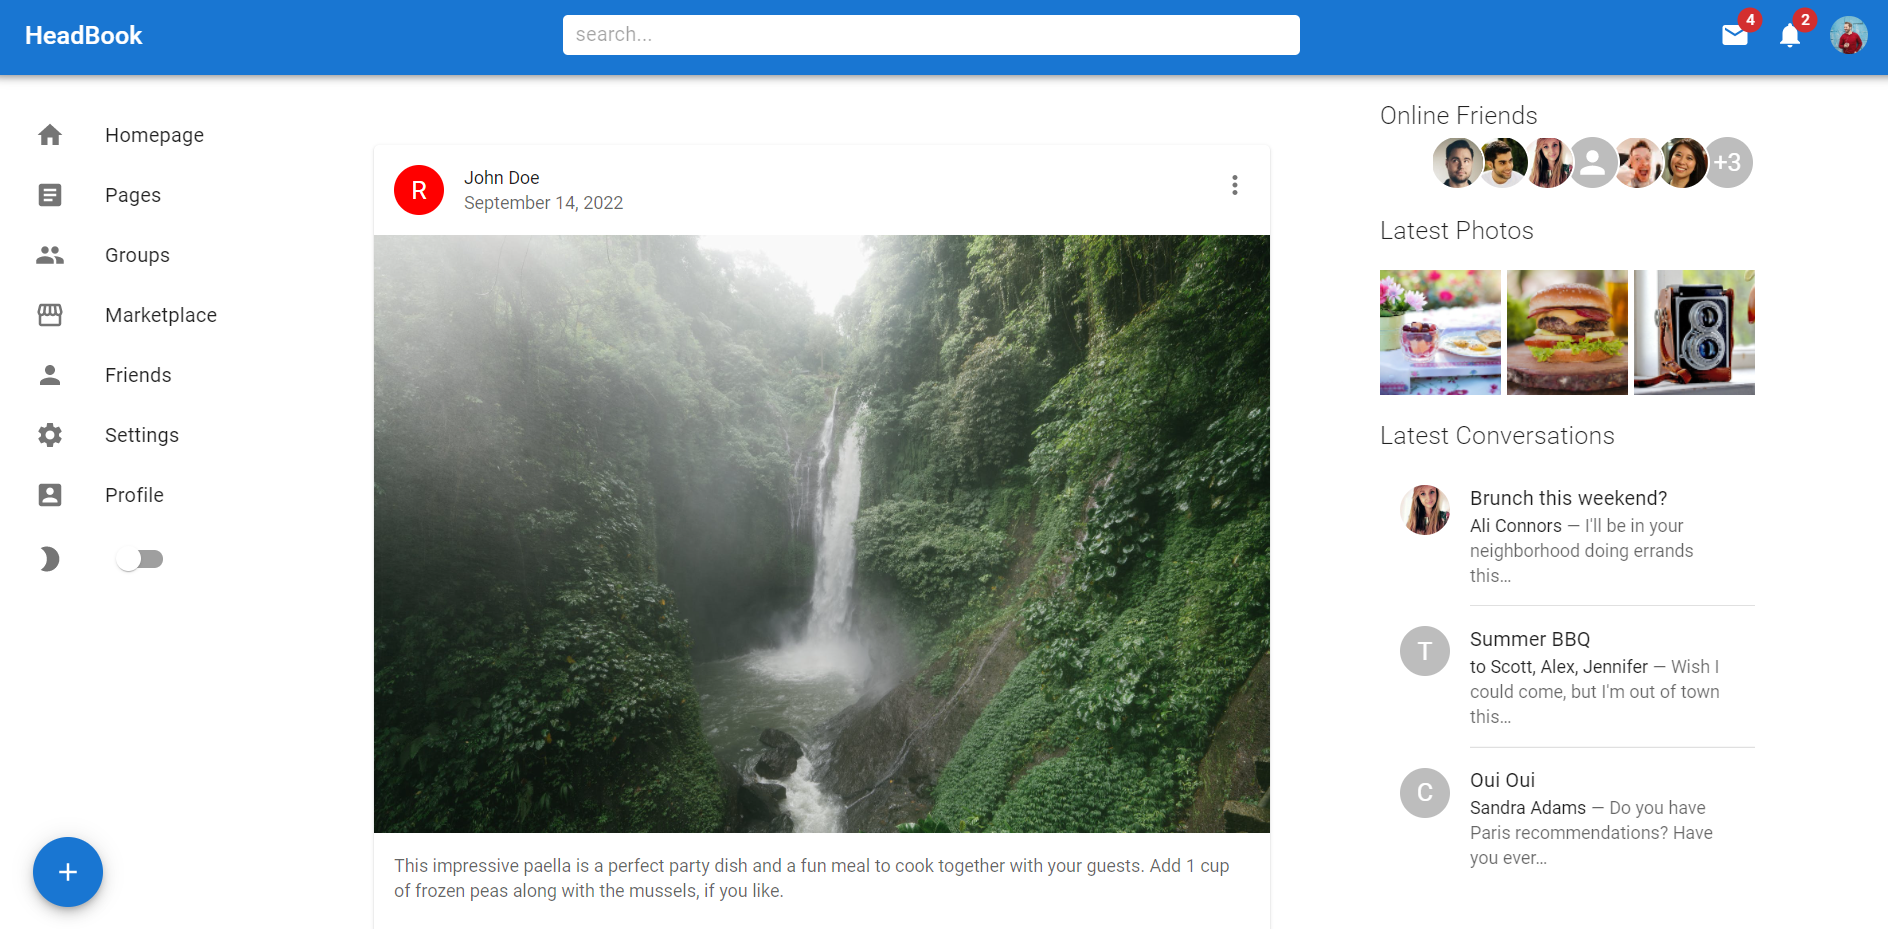 HeadBook
search...
4
2
Homepage
Pages
Groups
Marketplace
Friends
Settings
Profile
+
R
John Doe
September 14, 2022
This impressive paella is a perfect party dish and a fun meal to cook together with your guests. Add 1 cup
of frozen peas along with the mussels, if you like.
Online Friends
+3
Latest Photos
Latest Conversations
Brunch this weekend?
Ali Connors — I'll be in your
neighborhood doing errands
this…
T
Summer BBQ
to Scott, Alex, Jennifer — Wish I
could come, but I'm out of town
this…
C
Oui Oui
Sandra Adams — Do you have
Paris recommendations? Have
you ever…